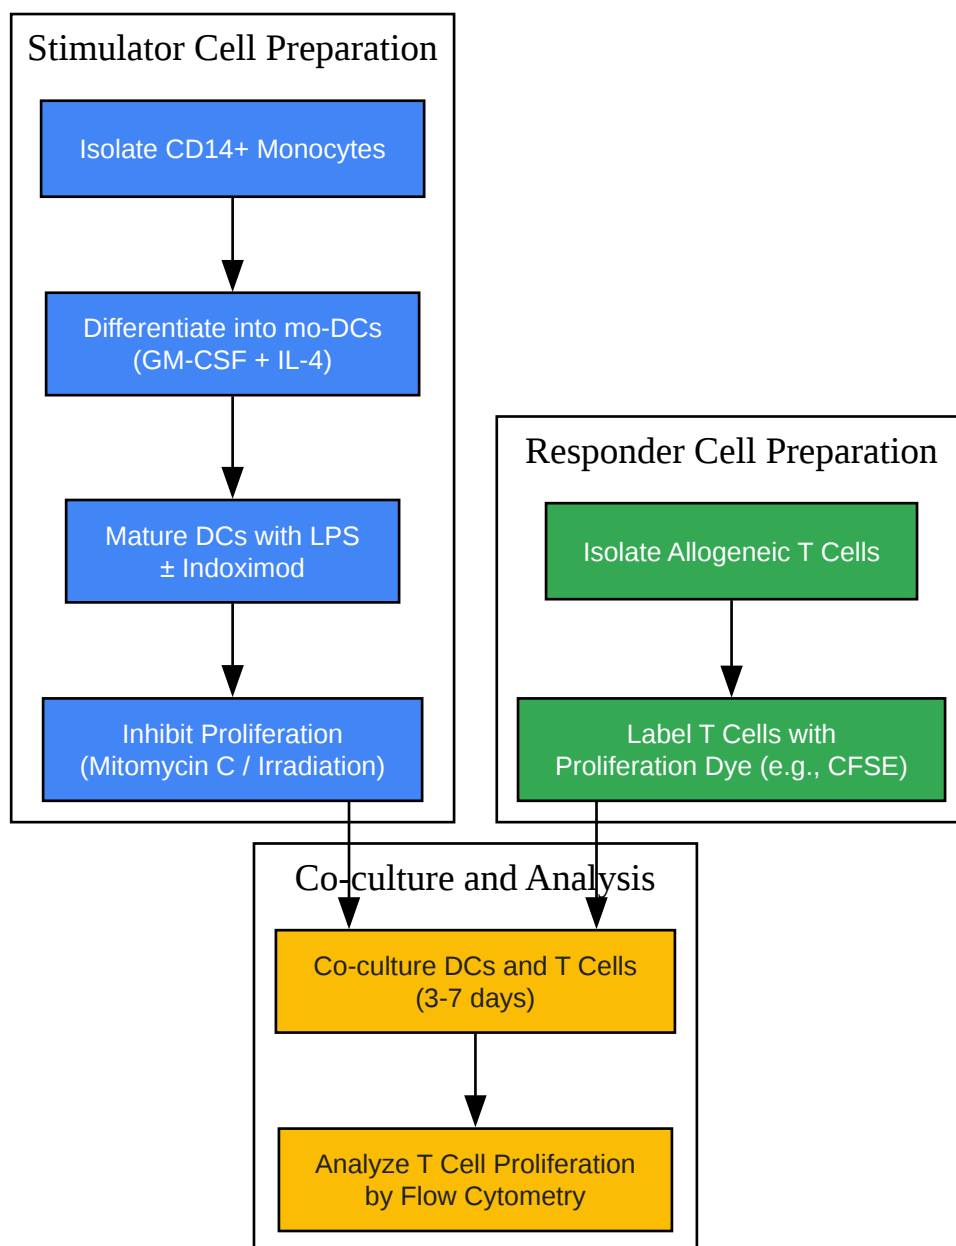 Stimulator Cell Preparation
Isolate CD14+ Monocytes
Differentiate into mo-DCs
(GM-CSF + IL-4)
Mature DCs with LPS
± Indoximod
Inhibit Proliferation
(Mitomycin C / Irradiation)
Responder Cell Preparation
Isolate Allogeneic T Cells
Label T Cells with
Proliferation Dye (e.g., CFSE)
Co-culture and Analysis
Co-culture DCs and T Cells
(3-7 days)
Analyze T Cell Proliferation
by Flow Cytometry